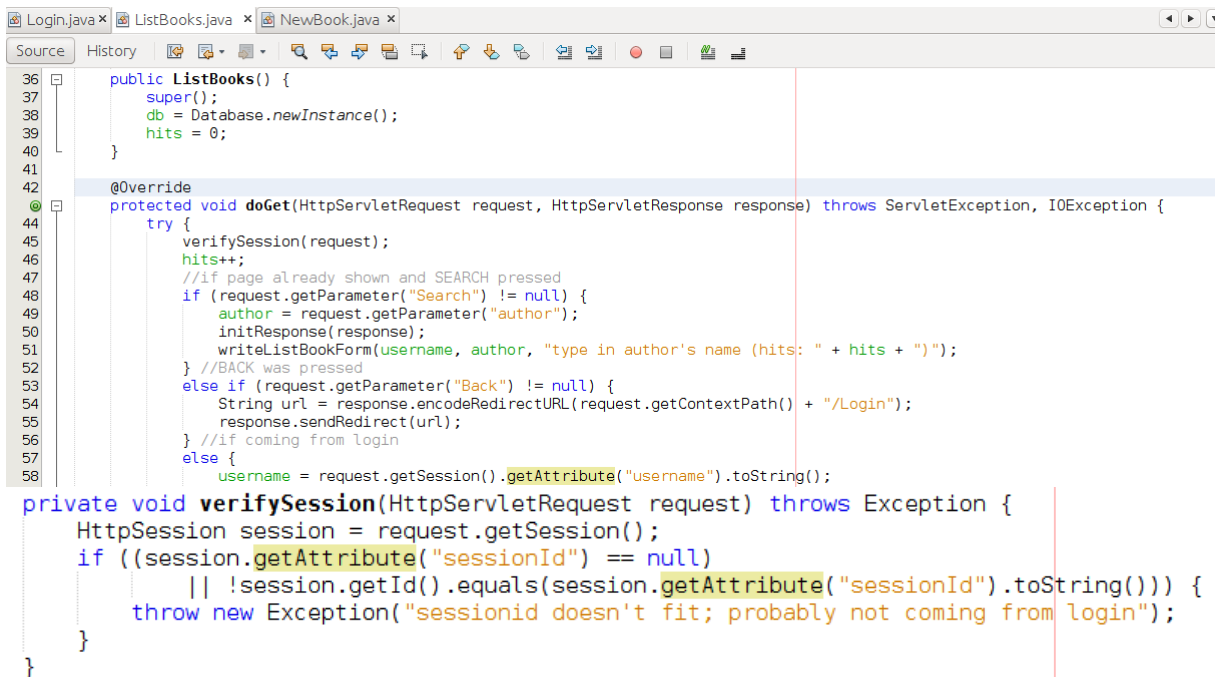 Login.java ListBooks.java NewBook.java
Source History
36 public ListBooks() {
37 super();
38 db = Database.newInstance();
39 hits = 0;
40 }
41
42 @Override
protected void doGet(HttpServletRequest request, HttpServletResponse response) throws ServletException, IOException {
44 try {
45 verifySession(request);
46 hits++;
47 //if page already shown and SEARCH pressed
48 if (request.getParameter("Search") != null) {
49 author = request.getParameter("author");
50 initResponse(response);
51 writeListBookForm(username, author, "type in author's name (hits: " + hits + ")");
52 } //BACK was pressed
53 else if (request.getParameter("Back") != null) {
54 String url = response.encodeRedirectURL(request.getContextPath() + "/Login");
55 response.sendRedirect(url);
56 } //if coming from login
57 else {
58 username = request.getSession().getAttribute("username").toString();
private void verifySession(HttpServletRequest request) throws Exception {
HttpSession session = request.getSession();
if ((session.getAttribute("sessionId") == null)
|| !session.getId().equals(session.getAttribute("sessionId").toString())) {
throw new Exception("sessionid doesn't fit; probably not coming from login");
}
}